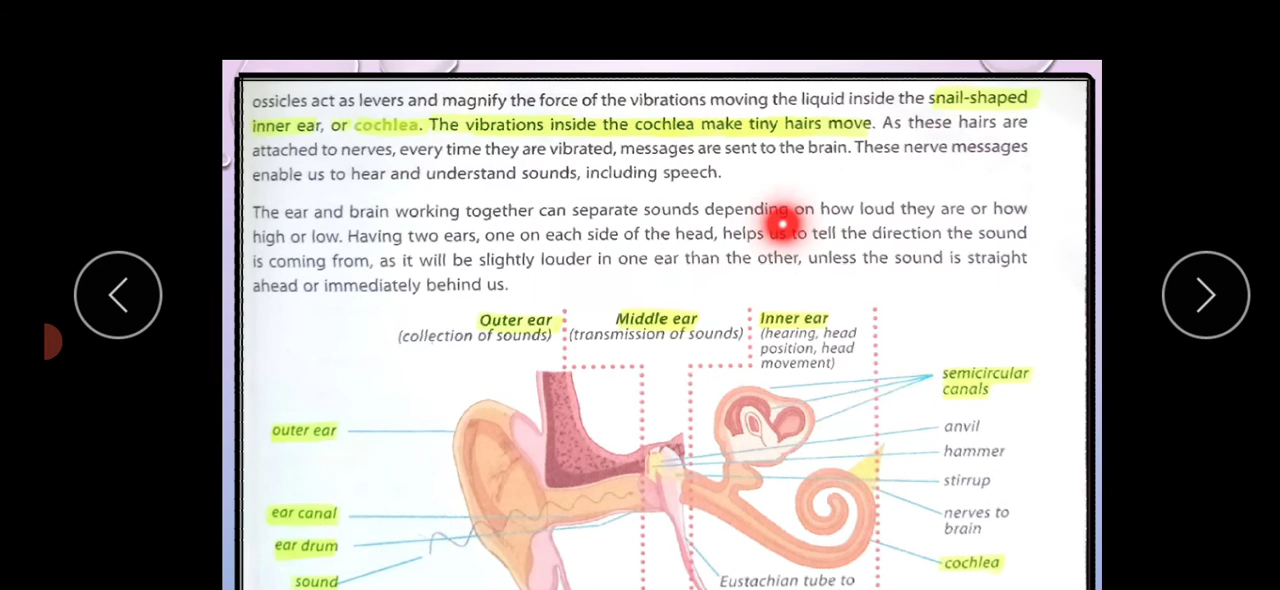 ossicles act as levers and magnify the force of the vibrations moving the liquid inside the snail-shaped
inner ear, or cochlea. The vibrations inside the cochlea make tiny hairs move. As these hairs are
attached to nerves, every time they are vibrated, messages are sent to the brain. These nerve messages
enable us to hear and understand sounds, including speech.
The ear and brain working together can separate sounds depending on how loud they are or how
high or low. Having two ears, one on each side of the head, helps us to tell the direction the sound
is coming from, as it will be slightly louder in one ear than the other, unless the sound is straight
ahead or immediately behind us.
Outer ear
(collection of sounds)
Middle ear
(transmission of sounds)
Inner ear
(hearing, head
position, head
movement)
semicircular
canals
outer ear
anvil
hammer
stirrup
ear canal
nerves to
brain
ear drum
cochlea
sound
Eustachian tube to